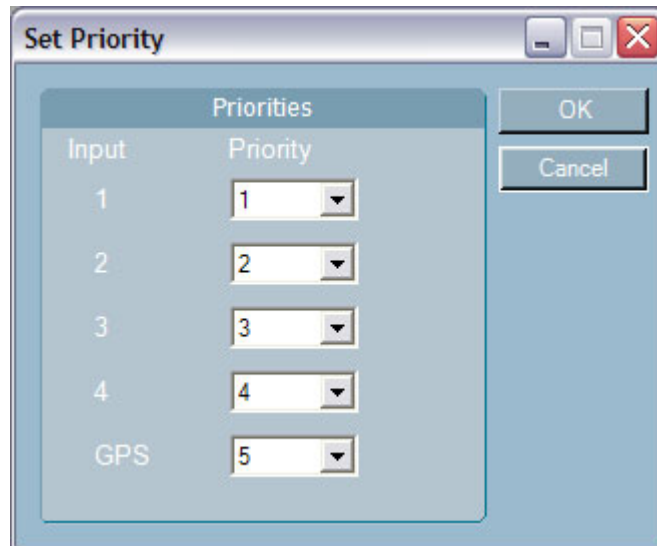 Set Priority
Priorities
OK
Input Priority
Cancel
1 1
2 2
3 3
4 4
GPS 5